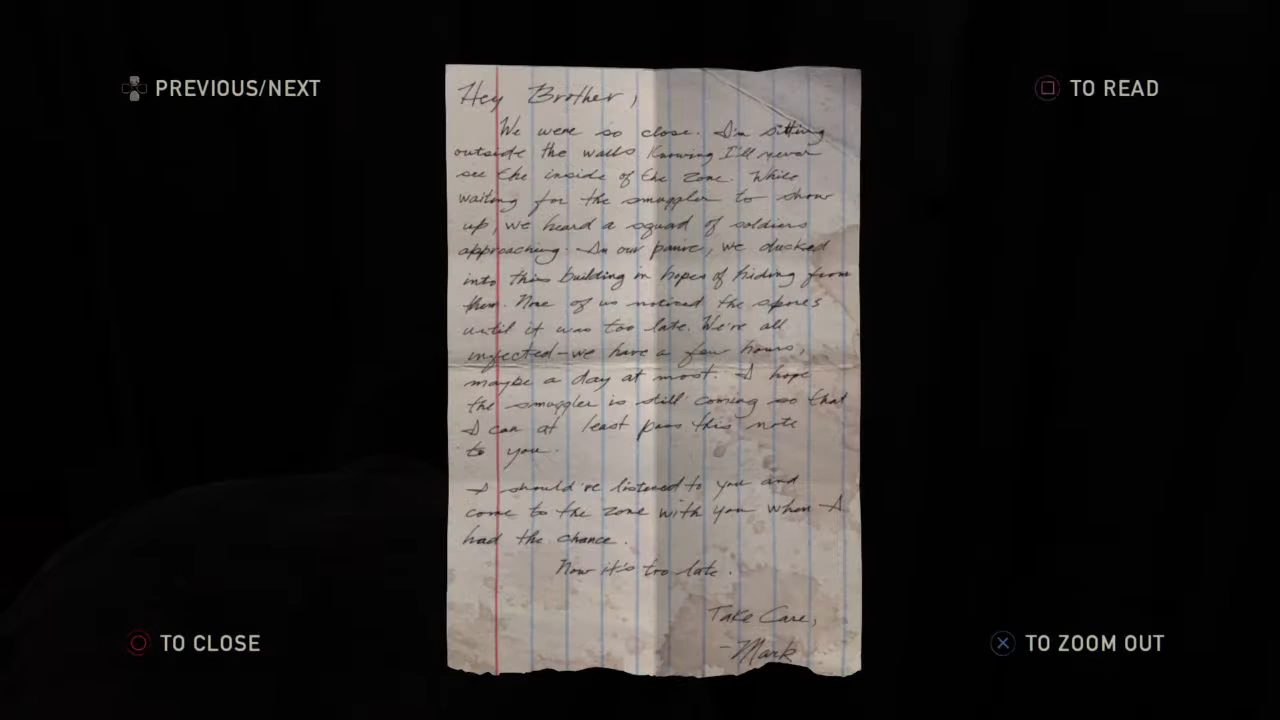 PREVIOUS/NEXT
TO READ
Hey Brother,
We were so close. I'm sitting
outside the walls knowing I'll never
see the inside of the zone. While
waiting for the smuggler to show
up, we heard a squad of soldiers
approaching. In our panic, we ducked
into this building in hopes of hiding from
them. None of us noticed the spores
until it was too late. We're all
infected-we have a few hours,
maybe a day at most. I hope
the smuggler is still coming so that
I can at least pass this note
to you.
I should've listened to you and
come to the zone with you when I
had the chance.
Now it's too late.
Take Care,
-Mark
TO CLOSE
TO ZOOM OUT